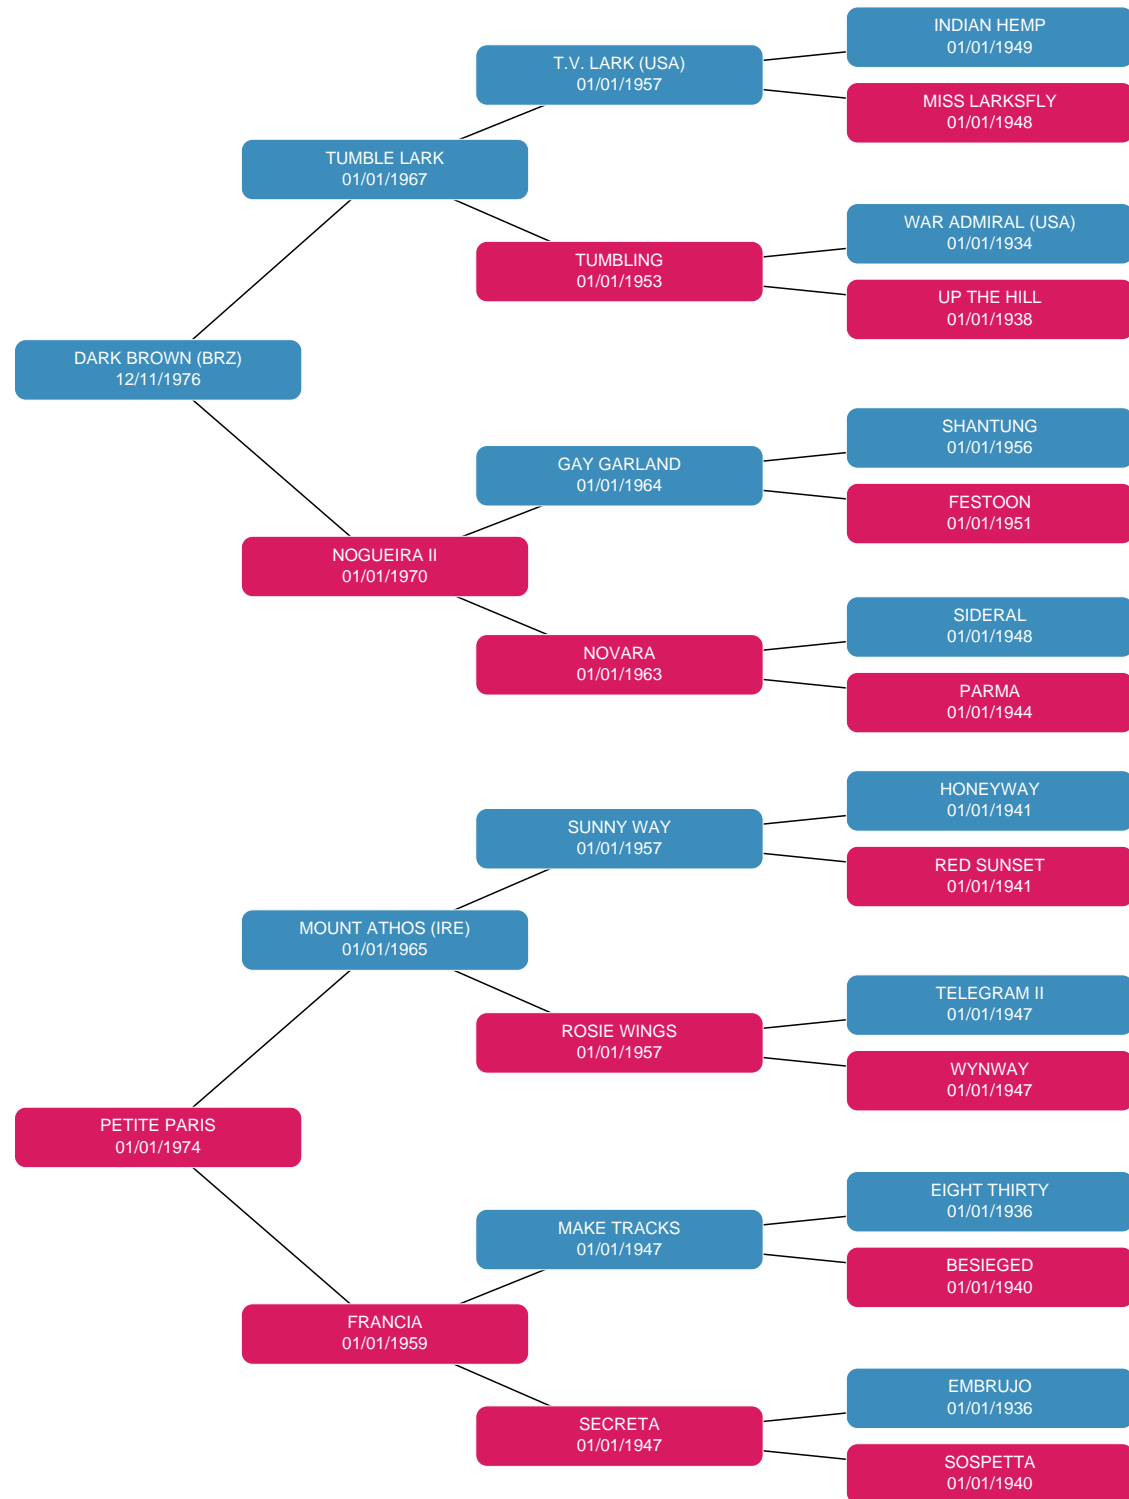 INDIAN HEMP
01/01/1949
T.V. LARK (USA)
01/01/1957
MISS LARKSFLY
01/01/1948
TUMBLE LARK
01/01/1967
WAR ADMIRAL (USA)
01/01/1934
TUMBLING
01/01/1953
UP THE HILL
01/01/1938
DARK BROWN (BRZ)
12/11/1976
SHANTUNG
01/01/1956
GAY GARLAND
01/01/1964
FESTOON
01/01/1951
NOGUEIRA II
01/01/1970
SIDERAL
01/01/1948
NOVARA
01/01/1963
PARMA
01/01/1944
HONEYWAY
01/01/1941
SUNNY WAY
01/01/1957
RED SUNSET
01/01/1941
MOUNT ATHOS (IRE)
01/01/1965
TELEGRAM II
01/01/1947
ROSIE WINGS
01/01/1957
WYNWAY
01/01/1947
PETITE PARIS
01/01/1974
EIGHT THIRTY
01/01/1936
MAKE TRACKS
01/01/1947
BESIEGED
01/01/1940
FRANCIA
01/01/1959
EMBRUJO
01/01/1936
SECRETA
01/01/1947
SOSPETTA
01/01/1940